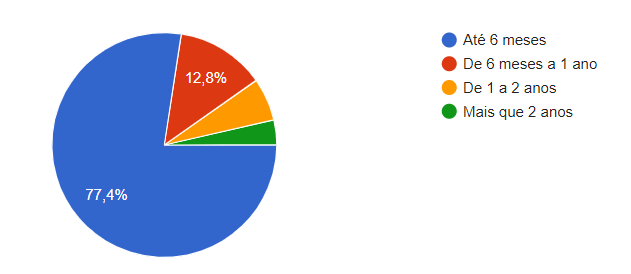 Até 6 meses
De 6 meses a 1 ano
De 1 a 2 anos
Mais que 2 anos
12,8%
77,4%